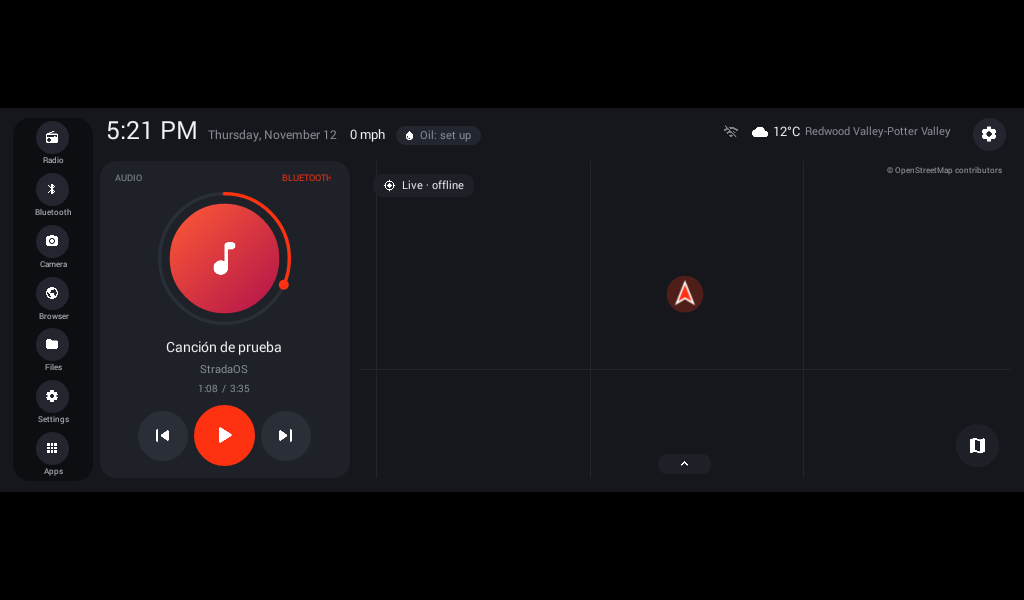 5:21 PM
Thursday, November 12
0 mph
Oil: set up
12°C
Redwood Valley-Potter Valley
Radio
Bluetooth
Camera
Browser
Files
Settings
Apps
AUDIO
BLUETOOTH
Canción de prueba
StradaOS
1:08 / 3:35
Live · offline
© OpenStreetMap contributors